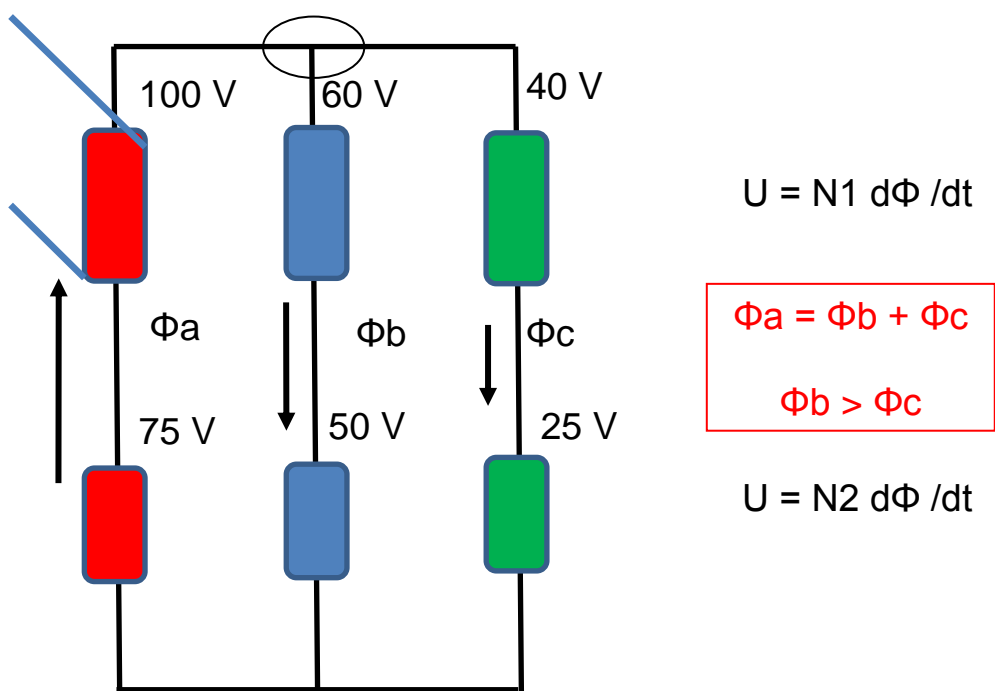 100 V
60 V
40 V
U = N1 dΦ /dt
Φa
Φb
Φc
Φa = Φb + Φc
Φb > Φc
75 V
50 V
25 V
U = N2 dΦ /dt